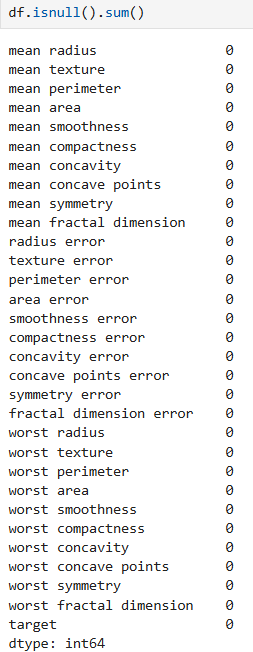 df.isnull().sum()
mean radius 0
mean texture 0
mean perimeter 0
mean area 0
mean smoothness 0
mean compactness 0
mean concavity 0
mean concave points 0
mean symmetry 0
mean fractal dimension 0
radius error 0
texture error 0
perimeter error 0
area error 0
smoothness error 0
compactness error 0
concavity error 0
concave points error 0
symmetry error 0
fractal dimension error 0
worst radius 0
worst texture 0
worst perimeter 0
worst area 0
worst smoothness 0
worst compactness 0
worst concavity 0
worst concave points 0
worst symmetry 0
worst fractal dimension 0
target 0
dtype: int64